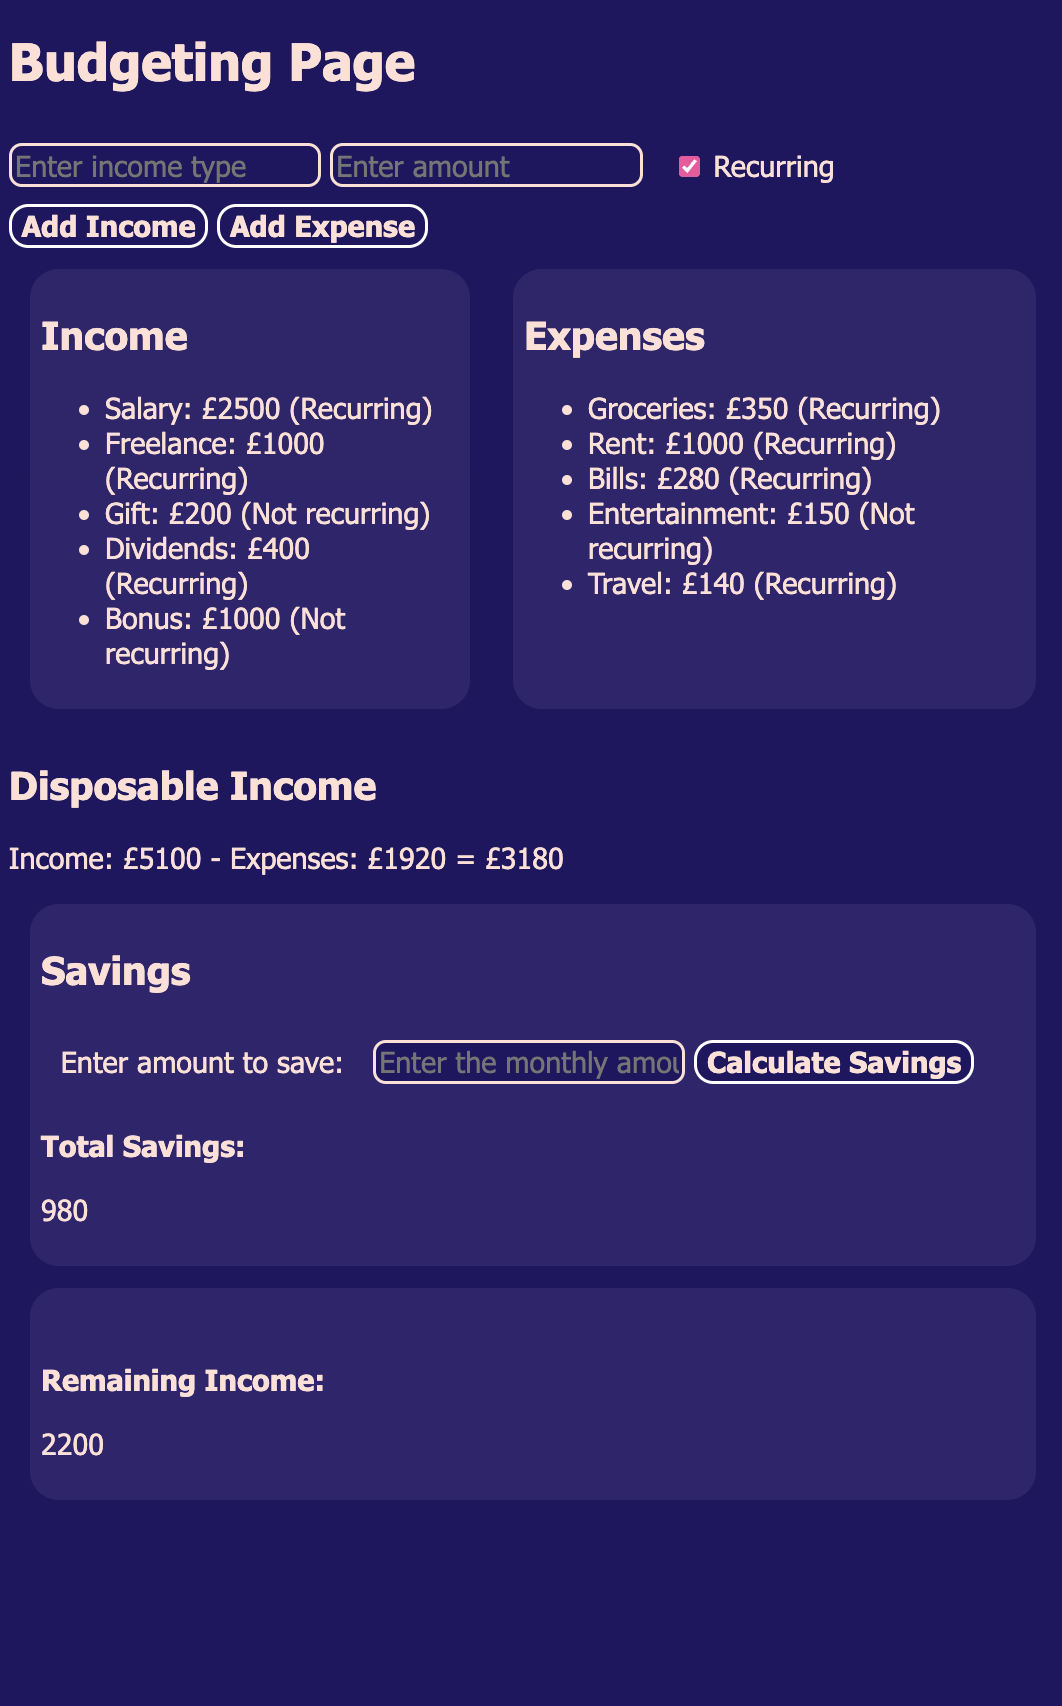 Budgeting Page
Enter income type Enter amount Recurring
Add Income Add Expense
Income
Salary: £2500 (Recurring)
Freelance: £1000
(Recurring)
Gift: £200 (Not recurring)
Dividends: £400
(Recurring)
Bonus: £1000 (Not
recurring)
Expenses
Groceries: £350 (Recurring)
Rent: £1000 (Recurring)
Bills: £280 (Recurring)
Entertainment: £150 (Not
recurring)
Travel: £140 (Recurring)
Disposable Income
Income: £5100 - Expenses: £1920 = £3180
Savings
Enter amount to save: Enter the monthly amou Calculate Savings
Total Savings:
980
Remaining Income:
2200